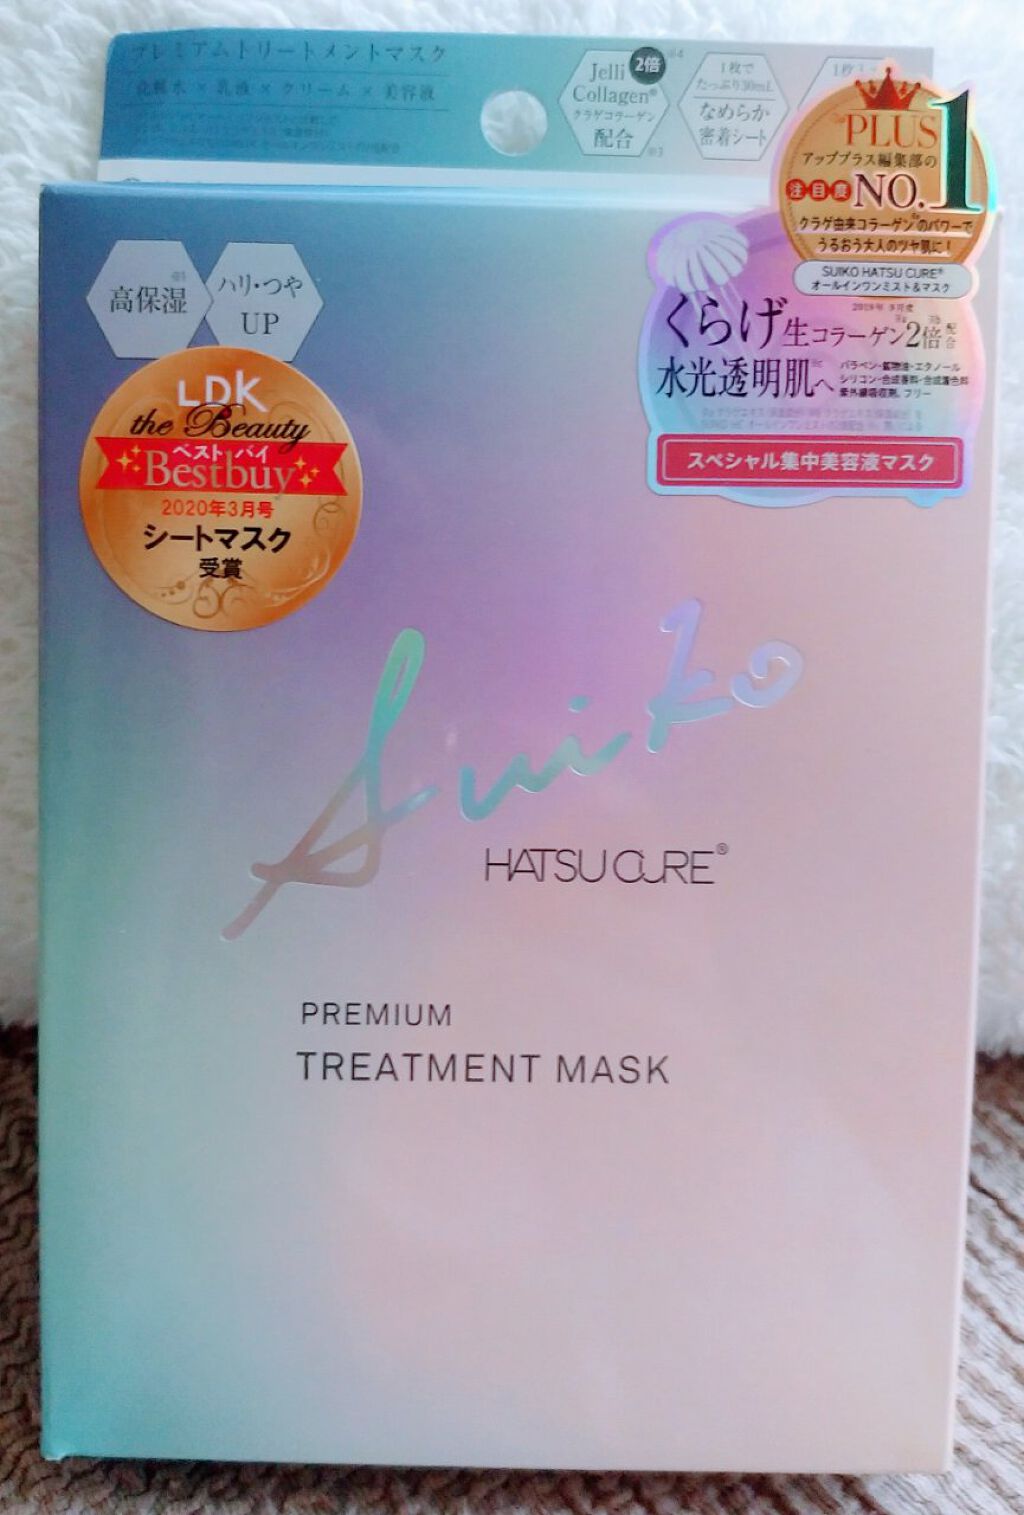 プレミアムトリートメントマスク
化粧水 × 乳液 × クリーム × 美容液
Jelli 2倍 ※4
Collagen®
クラゲコラーゲン
配合 ※3
1枚で
たっぷり30mL
なめらか
密着シート
PLUS
アッププラス編集部の
注目度 NO.1
クラゲ由来コラーゲンのパワーで
うるおう大人のツヤ肌に!
SUIKO HATSU CURE®
オールインワンミスト&マスク
2019年 9月度
くらげ生コラーゲン2倍配合
水光透明肌へ
パラベン・鉱物油・エタノール
シリコン・合成香料・合成着色料
紫外線吸収剤、フリー
スペシャル集中美容液マスク
高保湿
ハリ・つや
UP
LDK
the Beauty
ベストバイ
Bestbuy
2020年3月号
シートマスク
受賞
Suiko
HATSU CURE®
PREMIUM
TREATMENT MASK